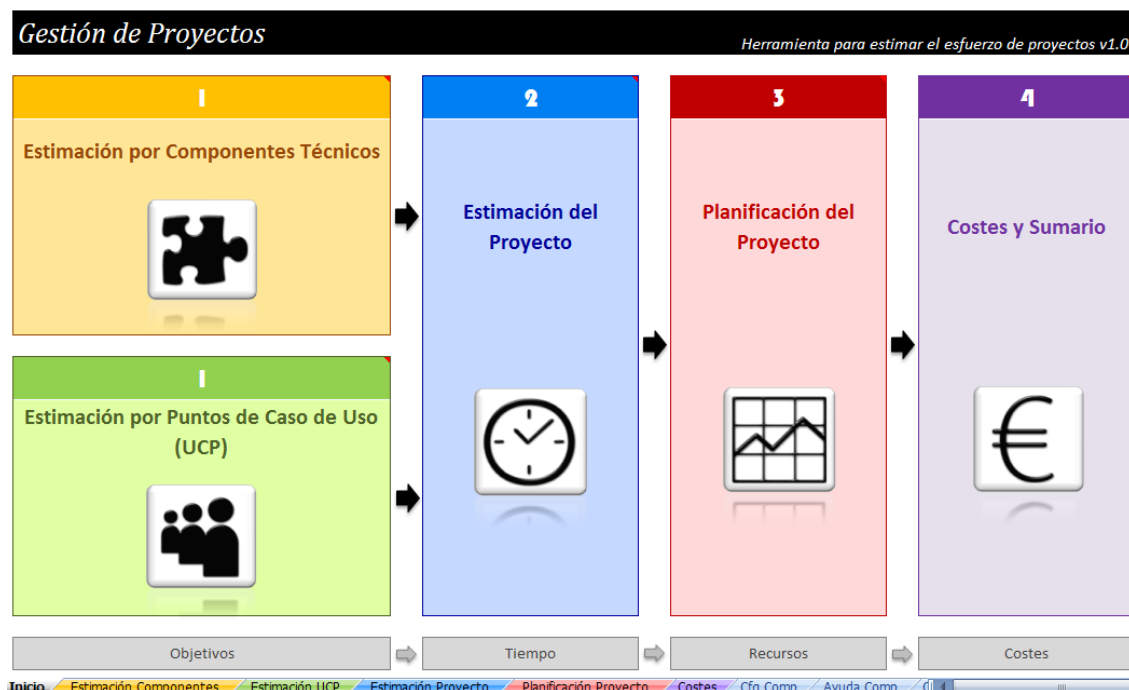 Gestión de Proyectos
Herramienta para estimar el esfuerzo de proyectos v1.0
1
Estimación por Componentes Técnicos
1
Estimación por Puntos de Caso de Uso
(UCP)
2
Estimación del
Proyecto
3
Planificación del
Proyecto
4
Costes y Sumario
Objetivos
Tiempo
Recursos
Costes
Inicio
Estimación Componentes
Estimación UCP
Estimación Proyecto
Planificación Proyecto
Costes
Cfg Comp
Ayuda Comp